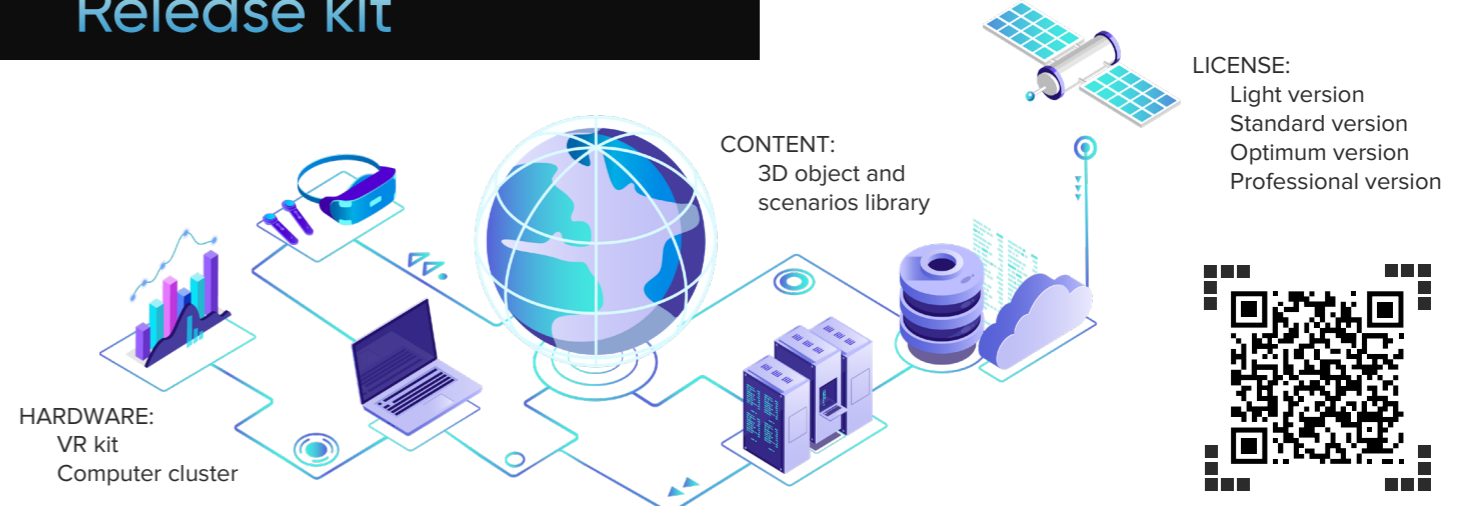 Release kit
LICENSE:
Light version
Standard version
Optimum version
Professional version
CONTENT:
3D object and
scenarios library
HARDWARE:
VR kit
Computer cluster